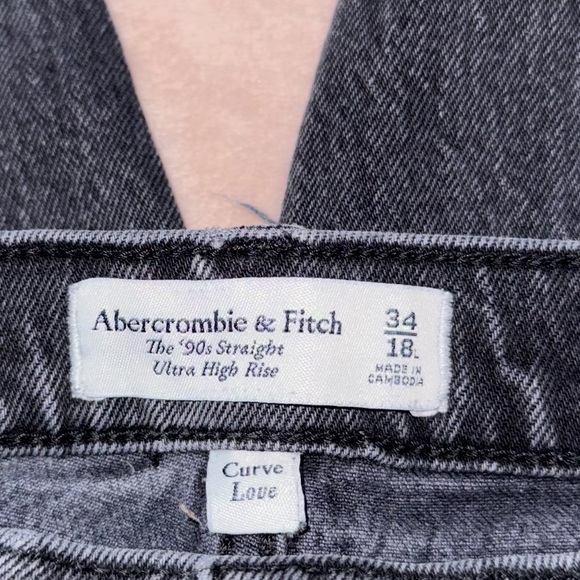 Abercrombie & Fitch
The '90s Straight
Ultra High Rise
34
18L
MADE IN
CAMBODIA
Curve
Love